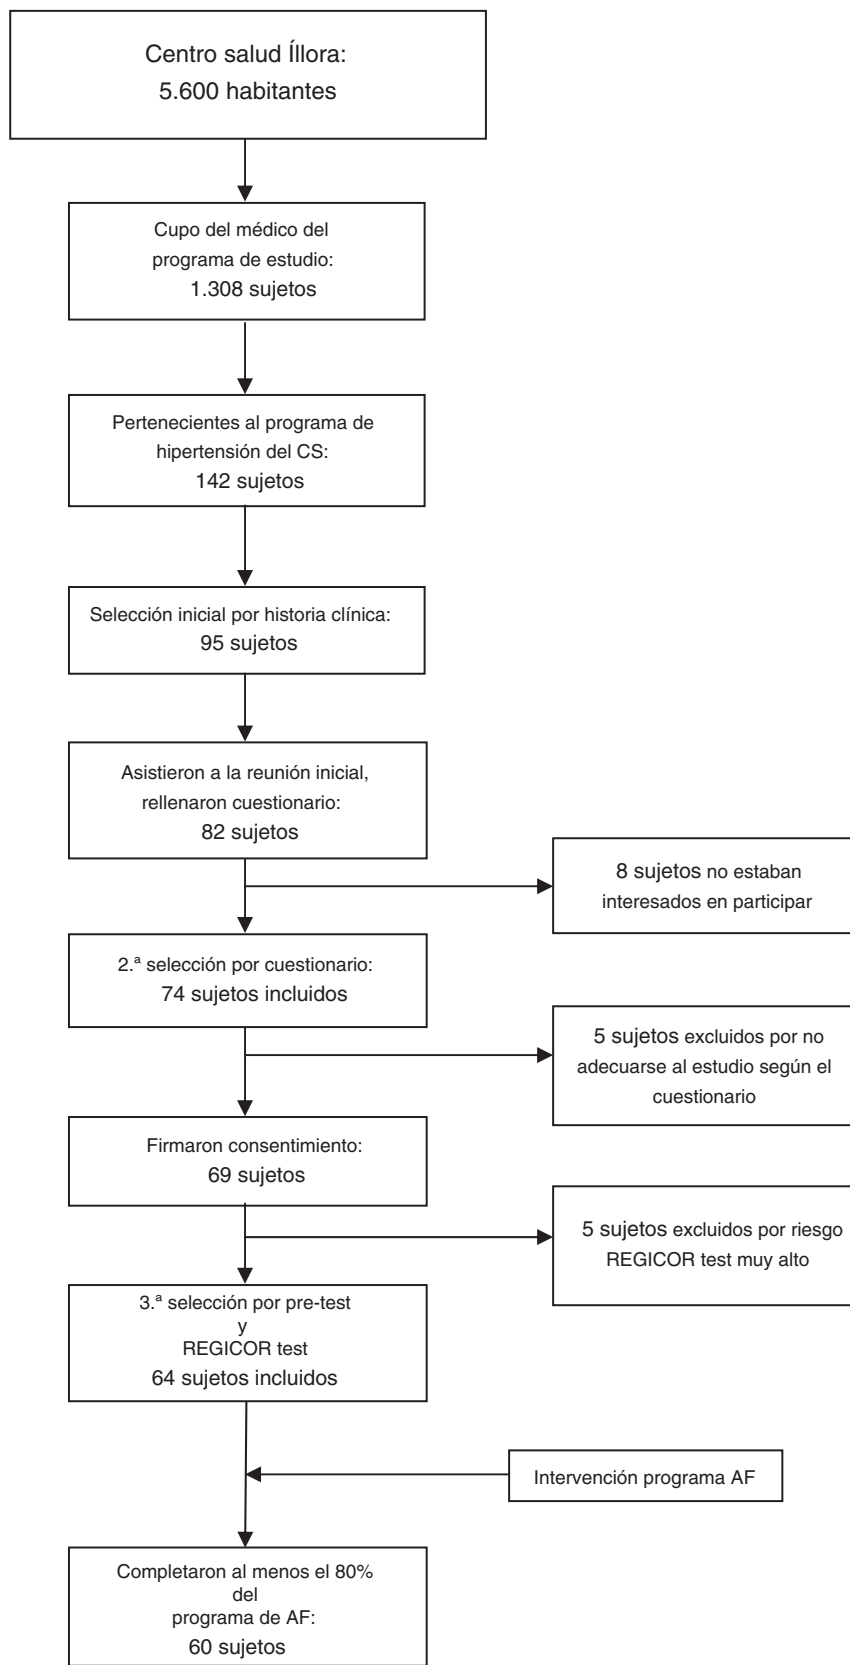 Centro salud Íllora:
5.600 habitantes
Cupo del médico del
programa de estudio:
1.308 sujetos
Pertenecientes al programa de
hipertensión del CS:
142 sujetos
Selección inicial por historia clínica:
95 sujetos
Asistieron a la reunión inicial,
rellenaron cuestionario:
82 sujetos
8 sujetos no estaban
interesados en participar
2.ª selección por cuestionario:
74 sujetos incluidos
5 sujetos excluidos por no
adecuarse al estudio según el
cuestionario
Firmaron consentimiento:
69 sujetos
5 sujetos excluidos por riesgo
REGICOR test muy alto
3.ª selección por pre-test
y
REGICOR test
64 sujetos incluidos
Intervención programa AF
Completaron al menos el 80%
del
programa de AF:
60 sujetos